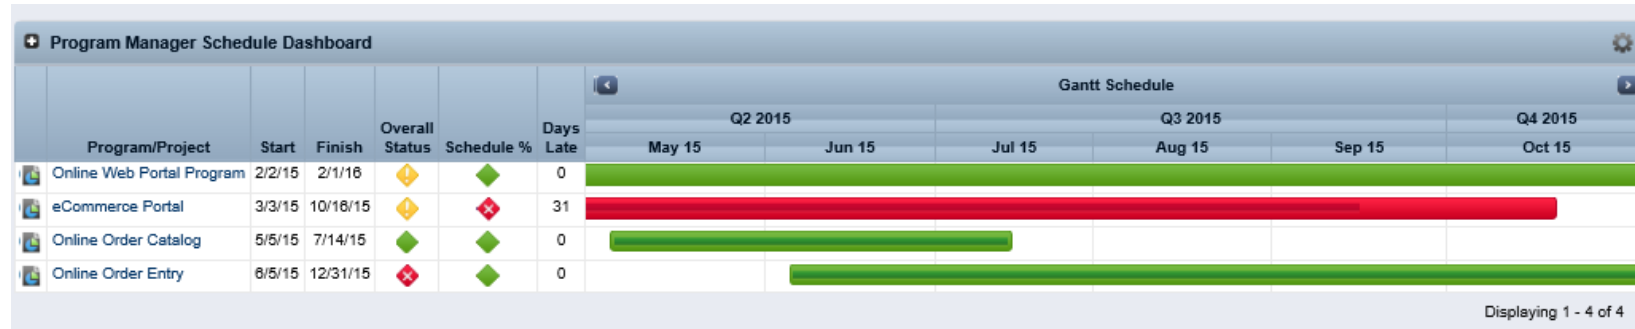 Program Manager Schedule Dashboard
Gantt Schedule
Q2 2015 Q3 2015 Q4 2015
Program/Project Start Finish Overall Status Schedule % Days Late May 15 Jun 15 Jul 15 Aug 15 Sep 15 Oct 15
Online Web Portal Program 2/2/15 2/1/16 0
eCommerce Portal 3/3/15 10/16/15 31
Online Order Catalog 5/5/15 7/14/15 0
Online Order Entry 6/5/15 12/31/15 0
Displaying 1 - 4 of 4